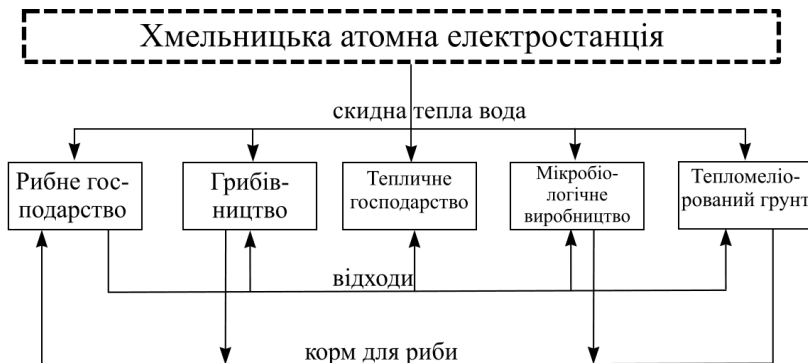 Хмельницька атомна електростанція
скидна тепла вода
Рибне гос-
подарство
Грибів-
ництво
Тепличне
господарство
Мікробіо-
логічне
виробництво
Тепломеліо-
рований грунт
відходи
корм для риби